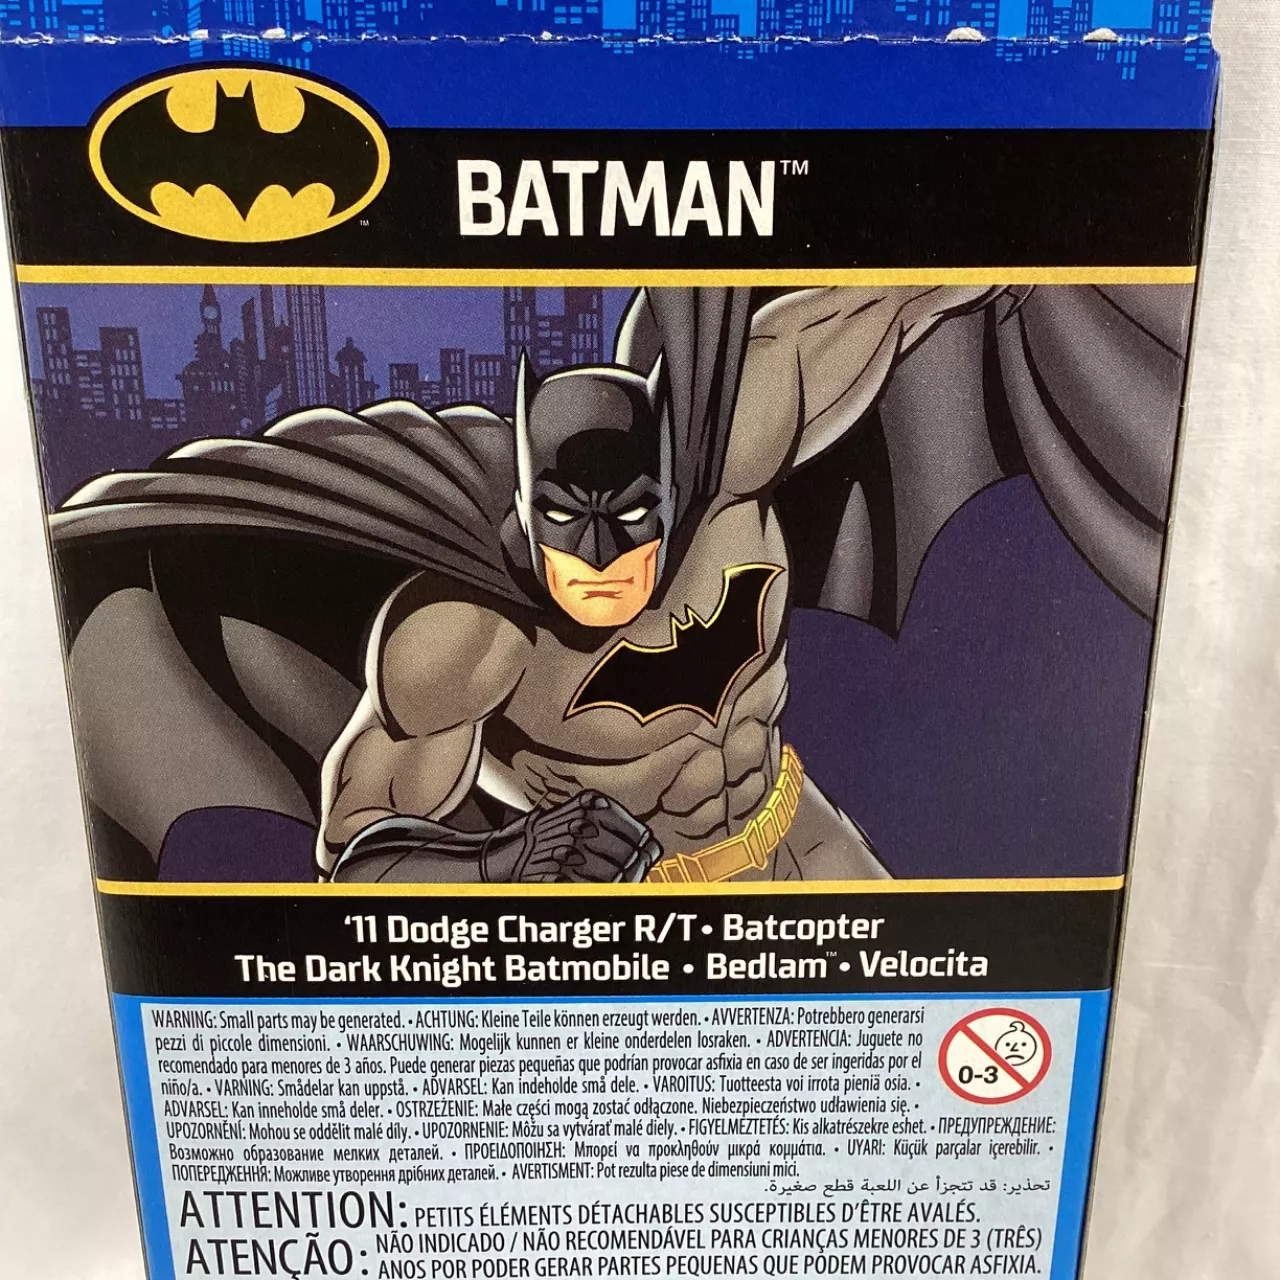 BATMAN™
™
'11 Dodge Charger R/T • Batcopter
The Dark Knight Batmobile • Bedlam™ • Velocita
WARNING: Small parts may be generated. • ACHTUNG: Kleine Teile können erzeugt werden. • AVVERTENZA: Potrebbero generarsi
pezzi di piccole dimensioni. • WAARSCHUWING: Mogelijk kunnen er kleine onderdelen losraken. • ADVERTENCIA: Juguete no
recomendado para menores de 3 años. Puede generar piezas pequeñas que podrían provocar asfixia en caso de ser ingeridas por el
niño/a. • VARNING: Smådelar kan uppstå. • ADVARSEL: Kan indeholde små dele. • VAROITUS: Tuotteesta voi irrota pieniä osia. •
ADVARSEL: Kan inneholde små deler. • OSTRZEŻENIE: Małe części mogą zostać odłączone. Niebezpieczeństwo udławienia się. •
UPOZORNĚNÍ: Mohou se oddělit malé díly. • UPOZORNENIE: Môžu sa vytvárať malé diely. • FIGYELMEZTETÉS: Kis alkatrészekre eshet. • ПРЕДУПРЕЖДЕНИЕ:
Возможно образование мелких деталей. • ΠΡΟΕΙΔΟΠΟΙΗΣΗ: Μπορεί να προκληθούν μικρά κομμάτια. • UYARI: Küçük parçalar içerebilir. •
ПОПЕРЕДЖЕННЯ: Можливе утворення дрібних деталей. • AVERTISMENT: Pot rezulta piese de dimensiuni mici.
تحذير: قد تتجزأ عن اللعبة قطع صغيرة.
0-3
ATTENTION: PETITS ÉLÉMENTS DÉTACHABLES SUSCEPTIBLES D'ÊTRE AVALÉS.
ATENÇÃO: NÃO INDICADO / NÃO RECOMENDÁVEL PARA CRIANÇAS MENORES DE 3 (TRÊS)
ANOS POR PODER GERAR PARTES PEQUENAS QUE PODEM PROVOCAR ASFIXIA.